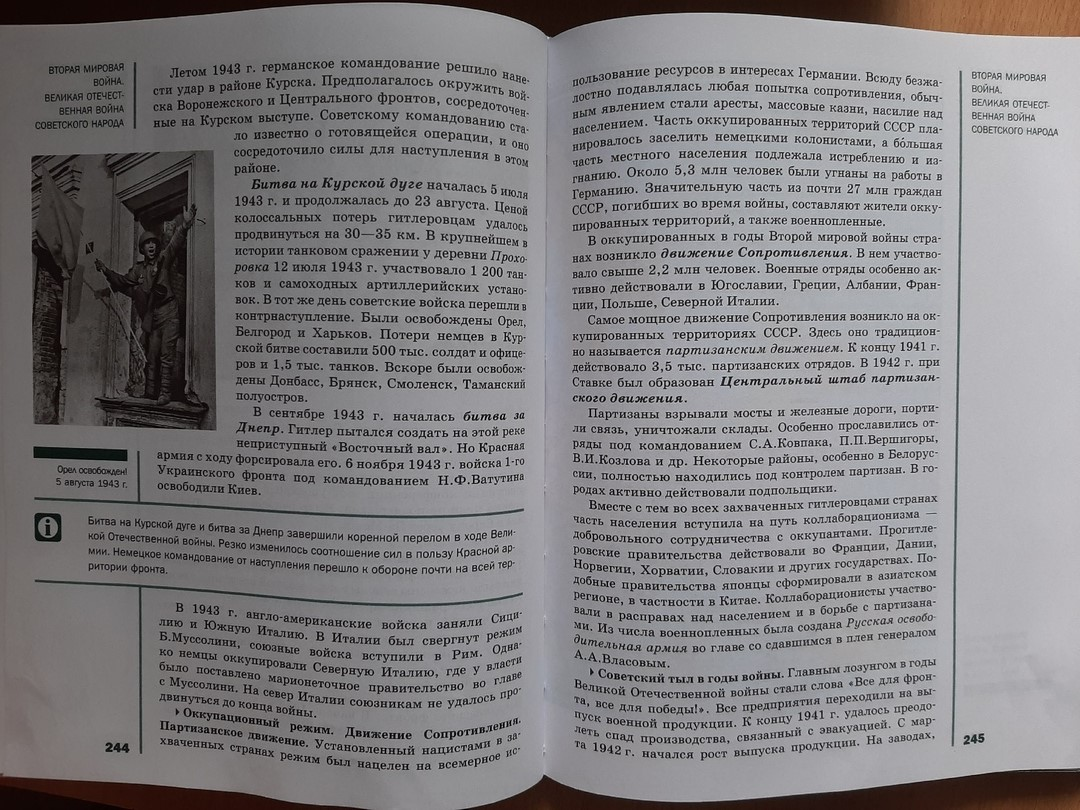 ВТОРАЯ МИРОВАЯ
ВОЙНА.
ВЕЛИКАЯ ОТЕЧЕСТ-
ВЕННАЯ ВОЙНА
СОВЕТСКОГО НАРОДА
Летом 1943 г. германское командование решило нане-
сти удар в районе Курска. Предполагалось окружить вой-
ска Воронежского и Центрального фронтов, сосредоточен-
ные на Курском выступе. Советскому командованию ста-
ло известно о готовящейся операции, и оно
сосредоточило силы для наступления в этом
районе.
Битва на Курской дуге началась 5 июля
1943 г. и продолжалась до 23 августа. Ценой
колоссальных потерь гитлеровцам удалось
продвинуться на 30—35 км. В крупнейшем в
истории танковом сражении у деревни Прохо-
ровка 12 июля 1943 г. участвовало 1 200 тан-
ков и самоходных артиллерийских устано-
вок. В тот же день советские войска перешли в
контрнаступление. Были освобождены Орел,
Белгород и Харьков. Потери немцев в Кур-
ской битве составили 500 тыс. солдат и офице-
ров и 1,5 тыс. танков. Вскоре были освобож-
дены Донбасс, Брянск, Смоленск, Таманский
полуостров.
В сентябре 1943 г. началась битва за
Днепр. Гитлер пытался создать на этой реке
неприступный «Восточный вал». Но Красная
армия с ходу форсировала его. 6 ноября 1943 г. войска 1-го
Украинского фронта под командованием Н.Ф.Ватутина
освободили Киев.
Орел освобожден!
5 августа 1943 г.
Битва на Курской дуге и битва за Днепр завершили коренной перелом в ходе Вели-
кой Отечественной войны. Резко изменилось соотношение сил в пользу Красной ар-
мии. Немецкое командование от наступления перешло к обороне почти на всей тер-
ритории фронта.
В 1943 г. англо-американские войска заняли Сици-
лию и Южную Италию. В Италии был свергнут режим
Б.Муссолини, союзные войска вступили в Рим. Одна-
ко немцы оккупировали Северную Италию, где у власти
было поставлено марионеточное правительство во главе
с Муссолини. На север Италии союзникам не удалось про-
двинуться до конца войны.
Оккупационный режим. Движение Сопротивления.
Партизанское движение. Установленный нацистами в за-
хваченных странах режим был нацелен на всемерное ис-
244
пользование ресурсов в интересах Германии. Всюду безжа-
лостно подавлялась любая попытка сопротивления, обыч-
ным явлением стали аресты, массовые казни, насилие над
населением. Часть оккупированных территорий СССР пла-
нировалось заселить немецкими колонистами, а бо́льшая
часть местного населения подлежала истреблению и из-
гнанию. Около 5,3 млн человек были угнаны на работы в
Германию. Значительную часть из почти 27 млн граждан
СССР, погибших во время войны, составляют жители окку-
пированных территорий, а также военнопленные.
В оккупированных в годы Второй мировой войны стра-
нах возникло движение Сопротивления. В нем участво-
вало свыше 2,2 млн человек. Военные отряды особенно ак-
тивно действовали в Югославии, Греции, Албании, Фран-
ции, Польше, Северной Италии.
Самое мощное движение Сопротивления возникло на ок-
купированных территориях СССР. Здесь оно традицион-
но называется партизанским движением. К концу 1941 г.
действовало 3,5 тыс. партизанских отрядов. В 1942 г. при
Ставке был образован Центральный штаб партизан-
ского движения.
Партизаны взрывали мосты и железные дороги, порти-
ли связь, уничтожали склады. Особенно прославились от-
ряды под командованием С.А.Ковпака, П.П.Вершигоры,
В.И.Козлова и др. Некоторые районы, особенно в Белорус-
сии, полностью находились под контролем партизан. В го-
родах активно действовали подпольщики.
Вместе с тем во всех захваченных гитлеровцами странах
часть населения вступила на путь коллаборационизма —
добровольного сотрудничества с оккупантами. Прогитле-
ровские правительства действовали во Франции, Дании,
Норвегии, Хорватии, Словакии и других государствах. По-
добные правительства японцы сформировали в азиатском
регионе, в частности в Китае. Коллаборационисты участво-
вали в расправах над населением и в борьбе с партизана-
ми. Из числа военнопленных была создана Русская освобо-
дительная армия во главе со сдавшимся в плен генералом
А.А.Власовым.
Советский тыл в годы войны. Главным лозунгом в годы
Великой Отечественной войны стали слова «Все для фрон-
та, все для победы!». Все предприятия переходили на вы-
пуск военной продукции. К концу 1941 г. удалось преодо-
леть спад производства, связанный с эвакуацией. С мар-
та 1942 г. начался рост выпуска продукции. На заводах,
ВТОРАЯ МИРОВАЯ
ВОЙНА.
ВЕЛИКАЯ ОТЕЧЕСТ-
ВЕННАЯ ВОЙНА
СОВЕТСКОГО НАРОДА
245